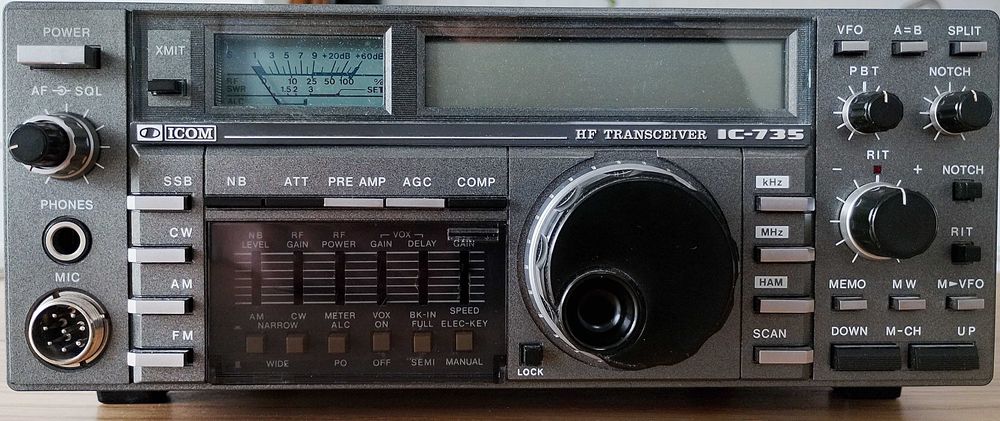 POWER
AF SQL
PHONES
MIC
XMIT
1 3 5 7 9 +20dB +60dB
RF 10 25 50 100 %
SWR 1 1.5 2 3 SET
ALC
ICOM
HF TRANSCEIVER IC-735
SSB
CW
AM
FM
NB ATT PRE AMP AGC COMP
NB LEVEL
RF GAIN
RF POWER
VOX
GAIN DELAY
GAIN
AM CW
NARROW
WIDE
METER
ALC
PO
VOX
ON
OFF
BK-IN
FULL
SEMI
SPEED
ELEC-KEY
MANUAL
LOCK
kHz
MHz
HAM
SCAN
VFO A=B SPLIT
PBT NOTCH
RIT
- +
NOTCH
RIT
MEMO MW M►VFO
DOWN M-CH UP